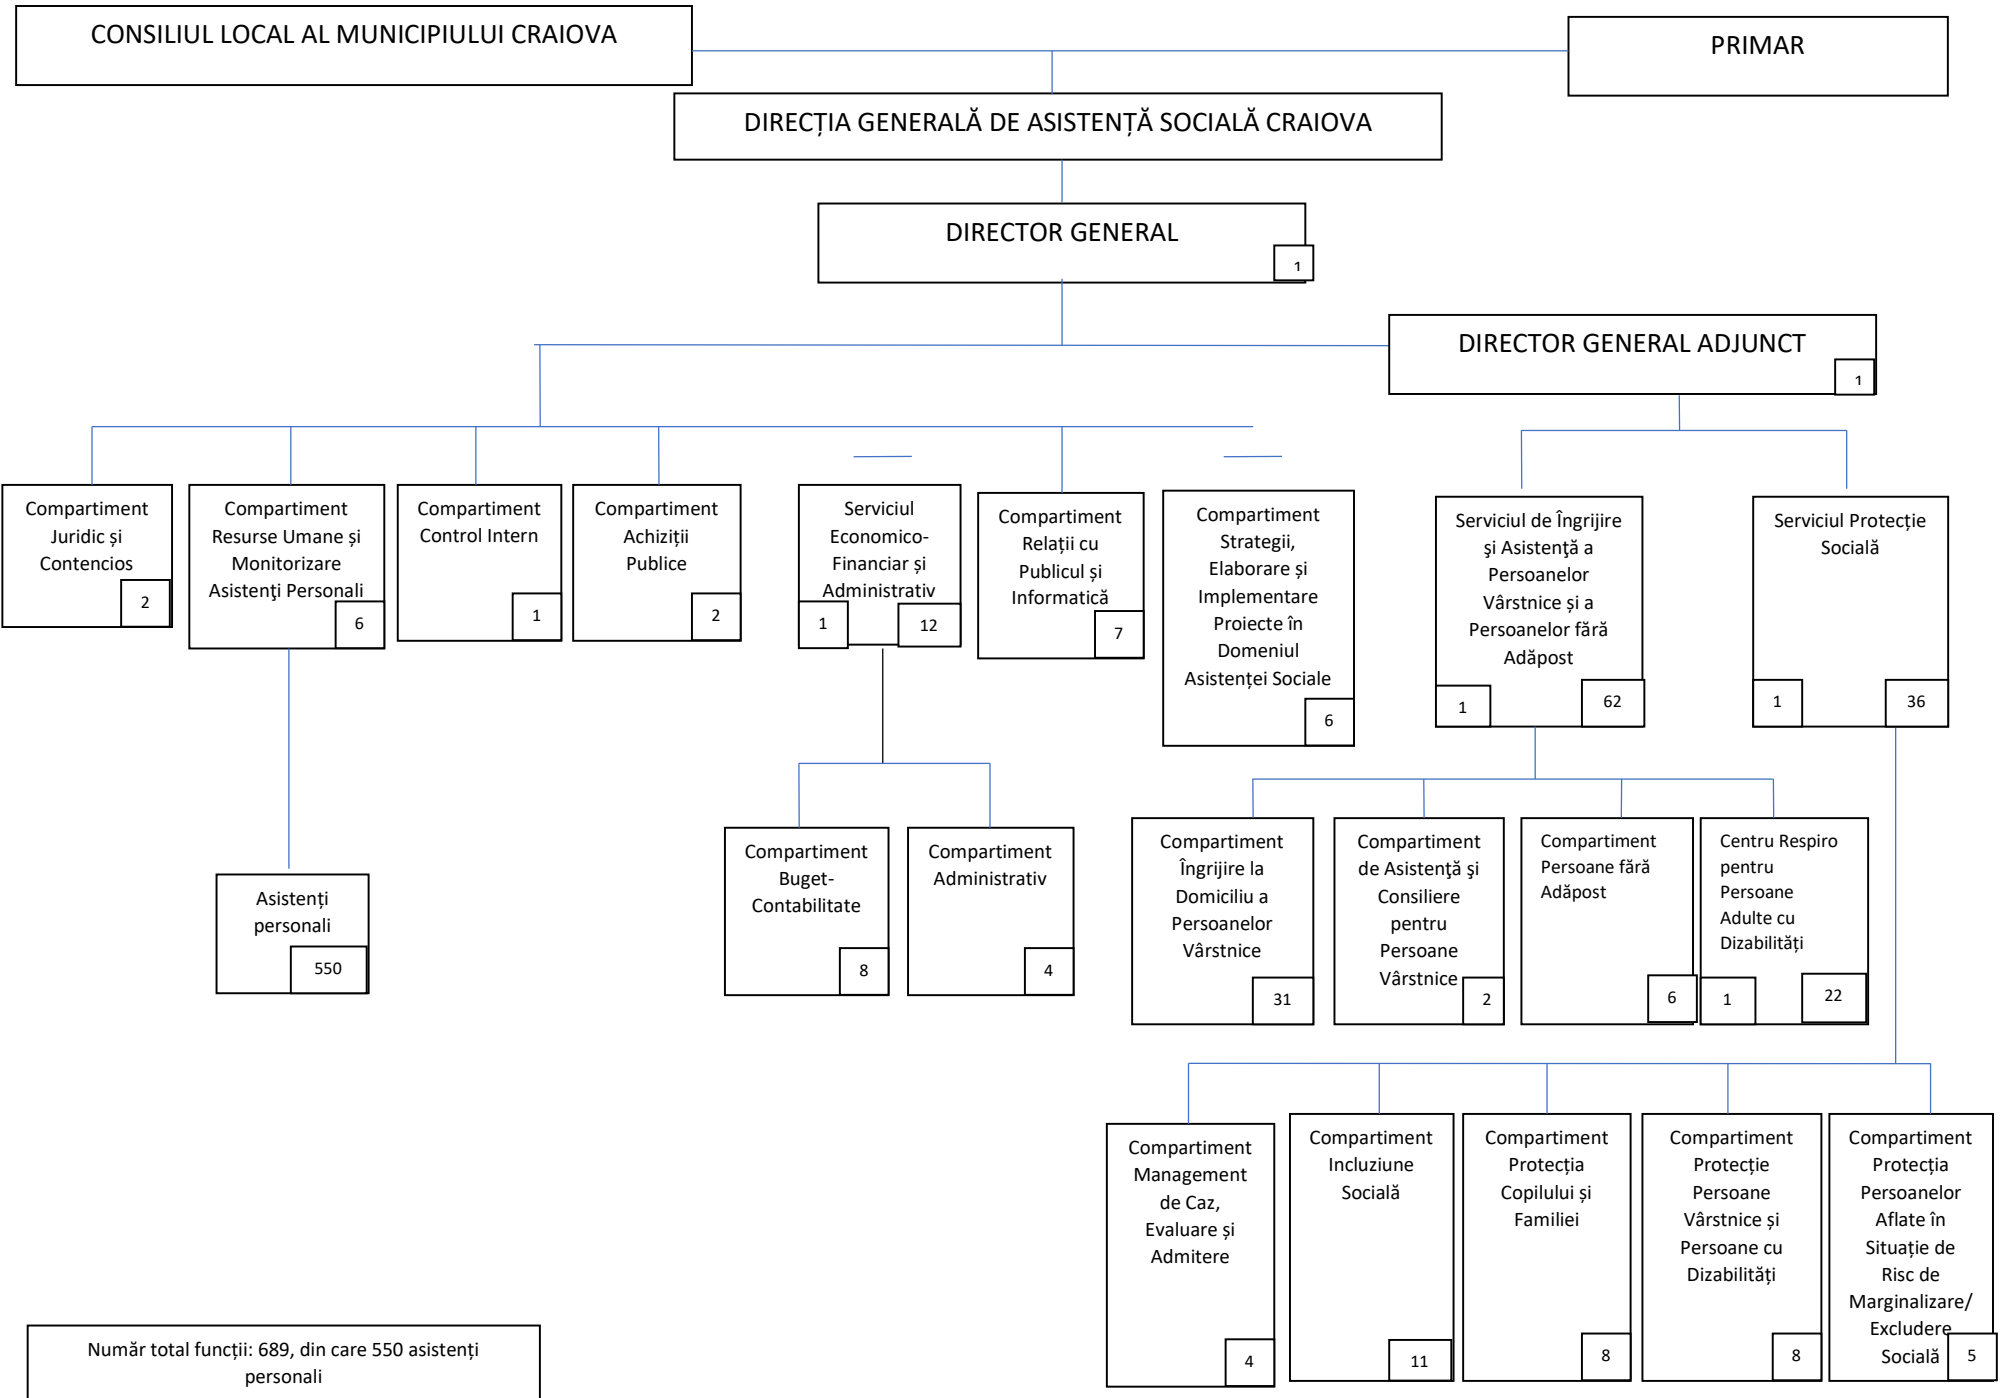 CONSILIUL LOCAL AL MUNICIPIULUI CRAIOVA
PRIMAR
DIRECȚIA GENERALĂ DE ASISTENȚĂ SOCIALĂ CRAIOVA
DIRECTOR GENERAL
1
DIRECTOR GENERAL ADJUNCT
1
Compartiment
Juridic și
Contencios
2
Compartiment
Resurse Umane și
Monitorizare
Asistenţi Personali
6
Compartiment
Control Intern
1
Compartiment
Achiziții
Publice
2
Serviciul
Economico-
Financiar și
Administrativ
1
12
Compartiment
Relații cu
Publicul și
Informatică
7
Compartiment
Strategii,
Elaborare și
Implementare
Proiecte în
Domeniul
Asistenței Sociale
6
Serviciul de Îngrijire
şi Asistenţă a
Persoanelor
Vârstnice și a
Persoanelor fără
Adăpost
1
62
Serviciul Protecție
Socială
1
36
Asistenți
personali
550
Compartiment
Buget-
Contabilitate
8
Compartiment
Administrativ
4
Compartiment
Îngrijire la
Domiciliu a
Persoanelor
Vârstnice
31
Compartiment
de Asistenţă şi
Consiliere
pentru
Persoane
Vârstnice
2
Compartiment
Persoane fără
Adăpost
6
Centru Respiro
pentru
Persoane
Adulte cu
Dizabilități
1
22
Compartiment
Management
de Caz,
Evaluare și
Admitere
4
Compartiment
Incluziune
Socială
11
Compartiment
Protecția
Copilului și
Familiei
8
Compartiment
Protecție
Persoane
Vârstnice și
Persoane cu
Dizabilități
8
Compartiment
Protecția
Persoanelor
Aflate în
Situație de
Risc de
Marginalizare/
Excludere
Socială
5
Număr total funcții: 689, din care 550 asistenți
personali